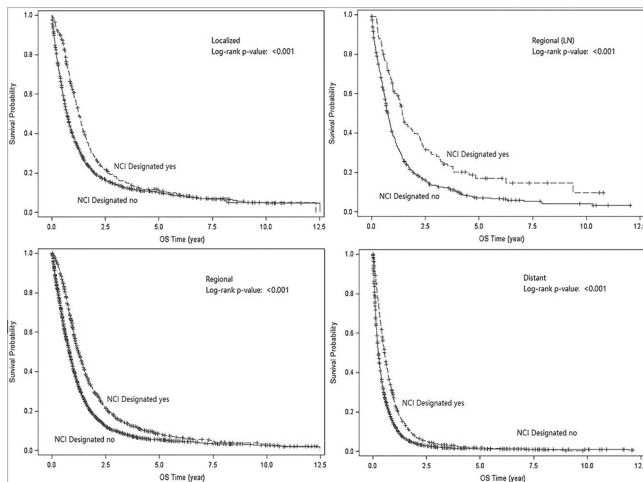 Survival Probability
1.0
0.8
0.6
0.4
0.2
0.0
Localized
Log-rank p-value: <0.001
NCI Designated yes
NCI Designated no
0.0 2.5 5.0 7.5 10.0 12.5
OS Time (year)
Survival Probability
1.0
0.8
0.6
0.4
0.2
0.0
Regional (LN)
Log-rank p-value: <0.001
NCI Designated yes
NCI Designated no
0.0 2.5 5.0 7.5 10.0 12.
OS Time (year)
Survival Probability
1.0
0.8
0.6
0.4
0.2
0.0
Regional
Log-rank p-value: <0.001
NCI Designated yes
NCI Designated no
0.0 2.5 5.0 7.5 10.0 12.5
OS Time (year)
Survival Probability
1.0
0.8
0.6
0.4
0.2
0.0
Distant
Log-rank p-value: <0.001
NCI Designated yes
NCI Designated no
0.0 2.5 5.0 7.5 10.0 12.
OS Time (year)